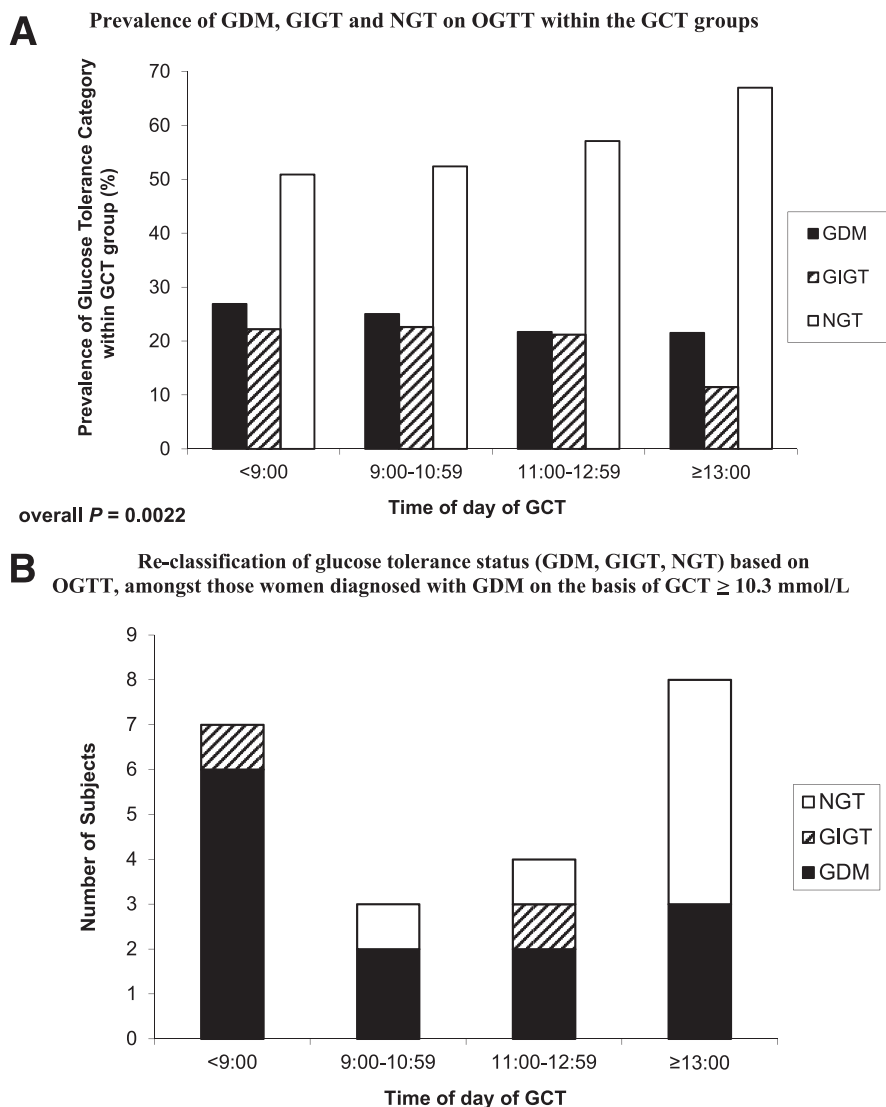 A
Prevalence of GDM, GIGT and NGT on OGTT within the GCT groups
Prevalence of Glucose Tolerance Category
within GCT group (%)
70
60
50
40
30
20
10
0
<9:00
9:00-10:59
11:00-12:59
≥13:00
Time of day of GCT
GDM
GIGT
NGT
overall P = 0.0022
B
Re-classification of glucose tolerance status (GDM, GIGT, NGT) based on
OGTT, amongst those women diagnosed with GDM on the basis of GCT ≥ 10.3 mmol/L
Number of Subjects
9
8
7
6
5
4
3
2
1
0
<9:00
9:00-10:59
11:00-12:59
≥13:00
Time of day of GCT
NGT
GIGT
GDM